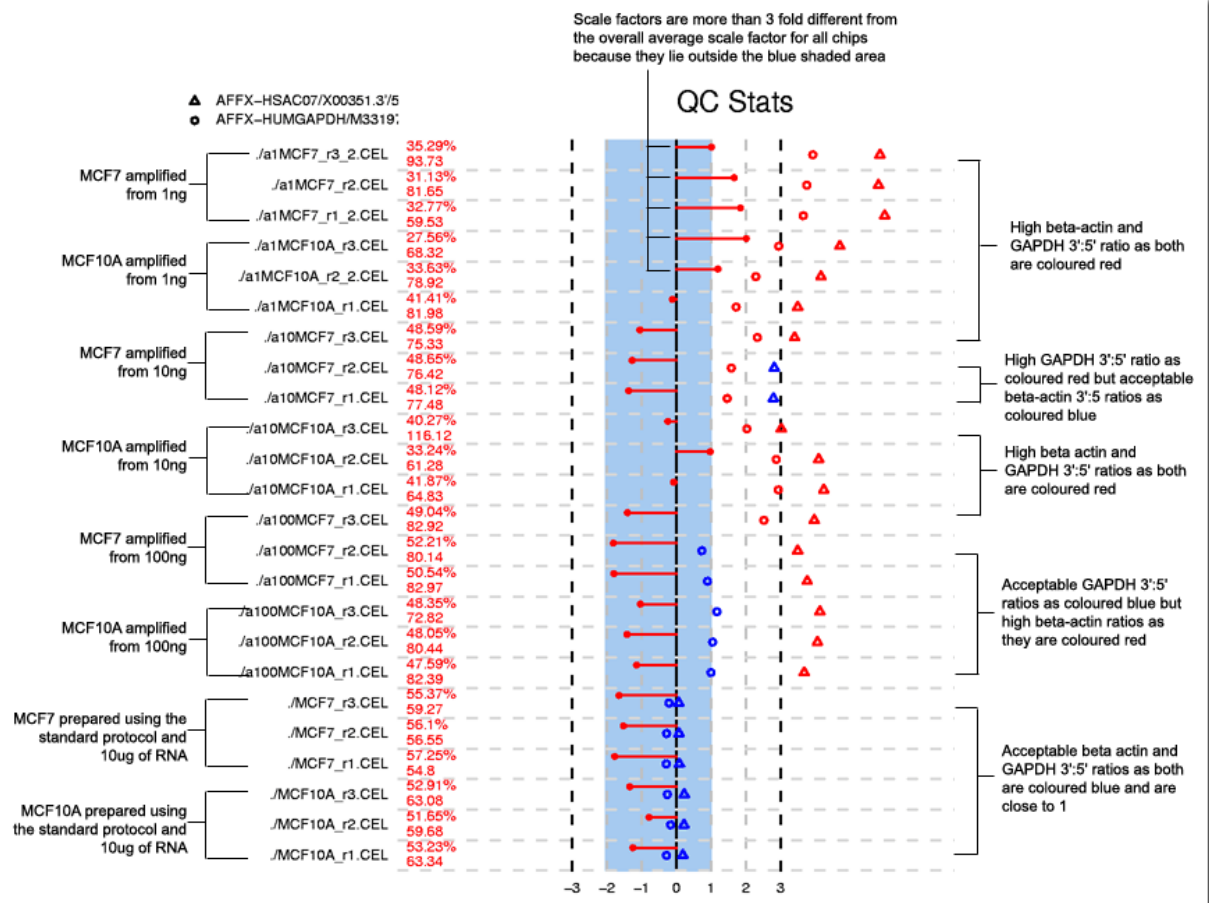 Scale factors are more than 3 fold different from
the overall average scale factor for all chips
because they lie outside the blue shaded area
AFFX-HSAC07/X00351.3'/5
AFFX-HUMGAPDH/M3319
QC Stats
MCF7 amplified
from 1ng
./a1MCF7_r3_2.CEL
35.29%
93.73
./a1MCF7_r2.CEL
31.13%
81.65
./a1MCF7_r1_2.CEL
32.77%
59.53
MCF10A amplified
from 1ng
./a1MCF10A_r3.CEL
27.56%
68.32
./a1MCF10A_r2_2.CEL
33.63%
78.92
./a1MCF10A_r1.CEL
41.41%
81.98
High beta-actin and
GAPDH 3':5' ratio as both
are coloured red
MCF7 amplified
from 10ng
./a10MCF7_r3.CEL
48.59%
75.33
./a10MCF7_r2.CEL
48.65%
76.42
./a10MCF7_r1.CEL
48.12%
77.48
High GAPDH 3':5' ratio as
coloured red but acceptable
beta-actin 3':5 ratios as
coloured blue
MCF10A amplified
from 10ng
./a10MCF10A_r3.CEL
40.27%
116.12
./a10MCF10A_r2.CEL
33.24%
61.28
./a10MCF10A_r1.CEL
41.87%
64.83
High beta actin and
GAPDH 3':5' ratios as both
are coloured red
MCF7 amplified
from 100ng
./a100MCF7_r3.CEL
49.04%
82.92
./a100MCF7_r2.CEL
52.21%
80.14
./a100MCF7_r1.CEL
50.54%
82.97
MCF10A amplified
from 100ng
./a100MCF10A_r3.CEL
48.35%
72.82
./a100MCF10A_r2.CEL
48.05%
80.44
./a100MCF10A_r1.CEL
47.59%
82.39
Acceptable GAPDH 3':5'
ratios as coloured blue but
high beta-actin ratios as
they are coloured red
MCF7 prepared using the
standard protocol and
10ug of RNA
./MCF7_r3.CEL
55.37%
59.27
./MCF7_r2.CEL
56.1%
56.55
./MCF7_r1.CEL
57.25%
54.8
MCF10A prepared using
the standard protocol and
10ug of RNA
./MCF10A_r3.CEL
52.91%
63.08
./MCF10A_r2.CEL
51.65%
59.68
./MCF10A_r1.CEL
53.23%
63.34
Acceptable beta actin and
GAPDH 3':5' ratios as both
are coloured blue and are
close to 1
-3 -2 -1 0 1 2 3